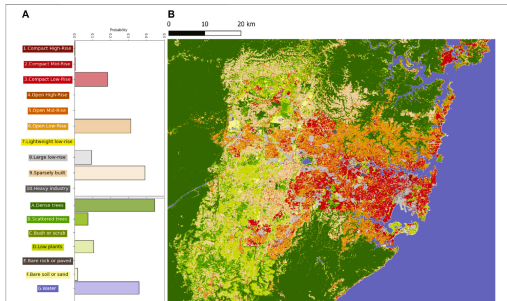 A
B
Probability
0 10 20 km
1.Compact High-Rise
2.Compact Mid-Rise
3.Compact Low-Rise
4.Open High-Rise
5.Open Mid-Rise
6.Open Low-Rise
7.Lightweight low-rise
8.Large low-rise
9.Sparsely built
10.Heavy industry
A.Dense trees
B.Scattered trees
C.Bush or scrub
D.Low plants
E.Bare rock or paved
F.Bare soil or sand
G.Water